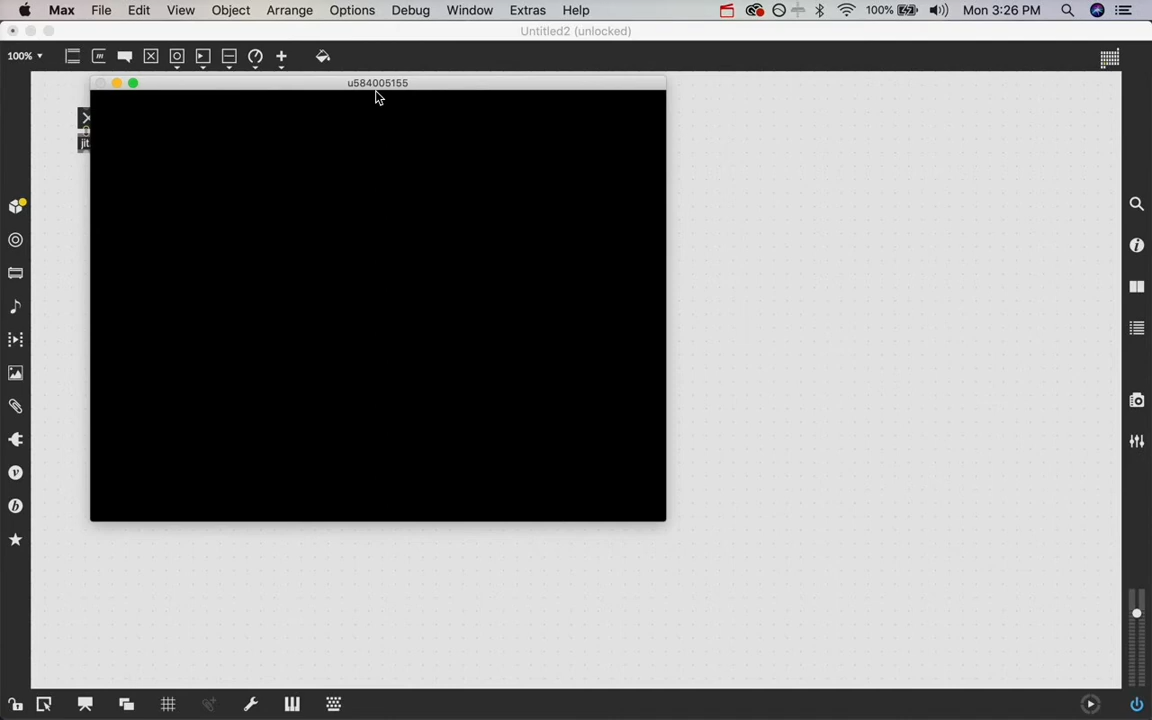 Max File Edit View Object Arrange Options Debug Window Extras Help 100% Mon 3:26 PM
Untitled2 (unlocked)
100%
u584005155
jit